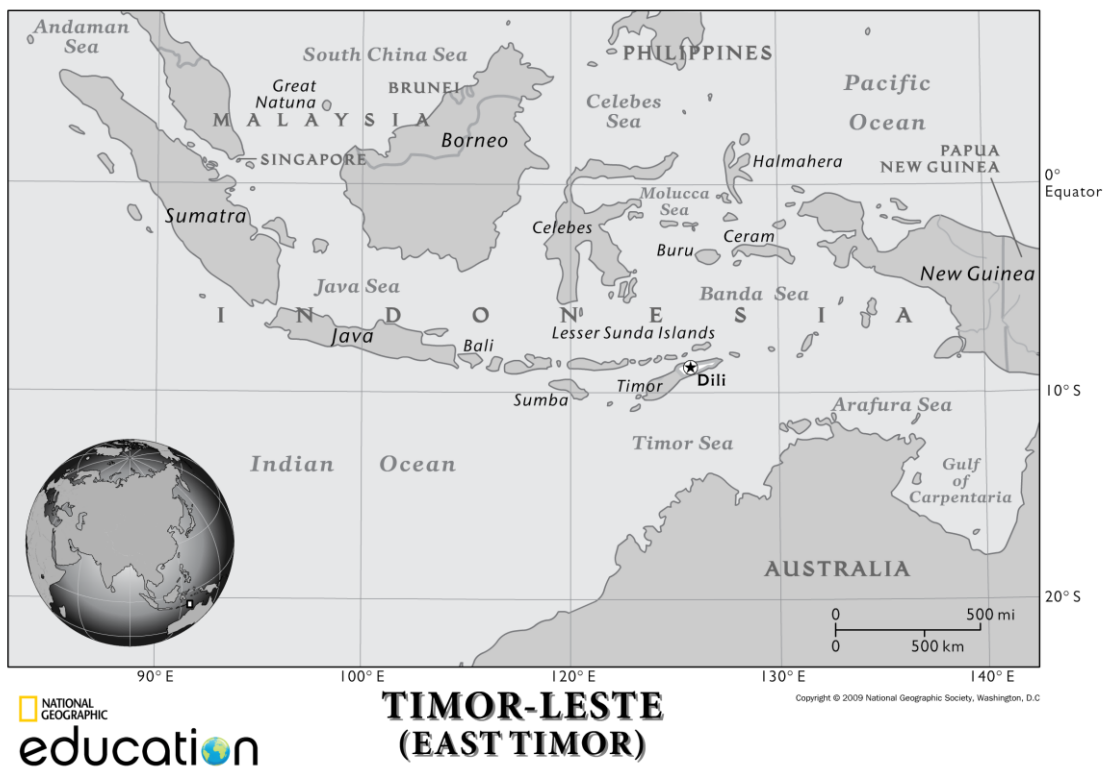 Andaman
Sea
South China Sea
PHILIPPINES
Great
Natuna
BRUNEI
Celebes
Sea
Pacific
Ocean
MALAYSIA
Borneo
SINGAPORE
Halmahera
PAPUA
NEW GUINEA
0°
Equator
Sumatra
Molucca
Sea
Celebes
Buru
Ceram
New Guinea
Java Sea
Banda Sea
INDONESIA
Java
Bali
Lesser Sunda Islands
Sumba
Timor
Dili
10° S
Arafura Sea
Timor Sea
Indian Ocean
Gulf
of
Carpentaria
AUSTRALIA
20° S
0 500 mi
0 500 km
90° E 100° E 120° E 130° E 140° E
NATIONAL
GEOGRAPHIC
education
TIMOR-LESTE
(EAST TIMOR)
Copyright © 2009 National Geographic Society, Washington, D.C